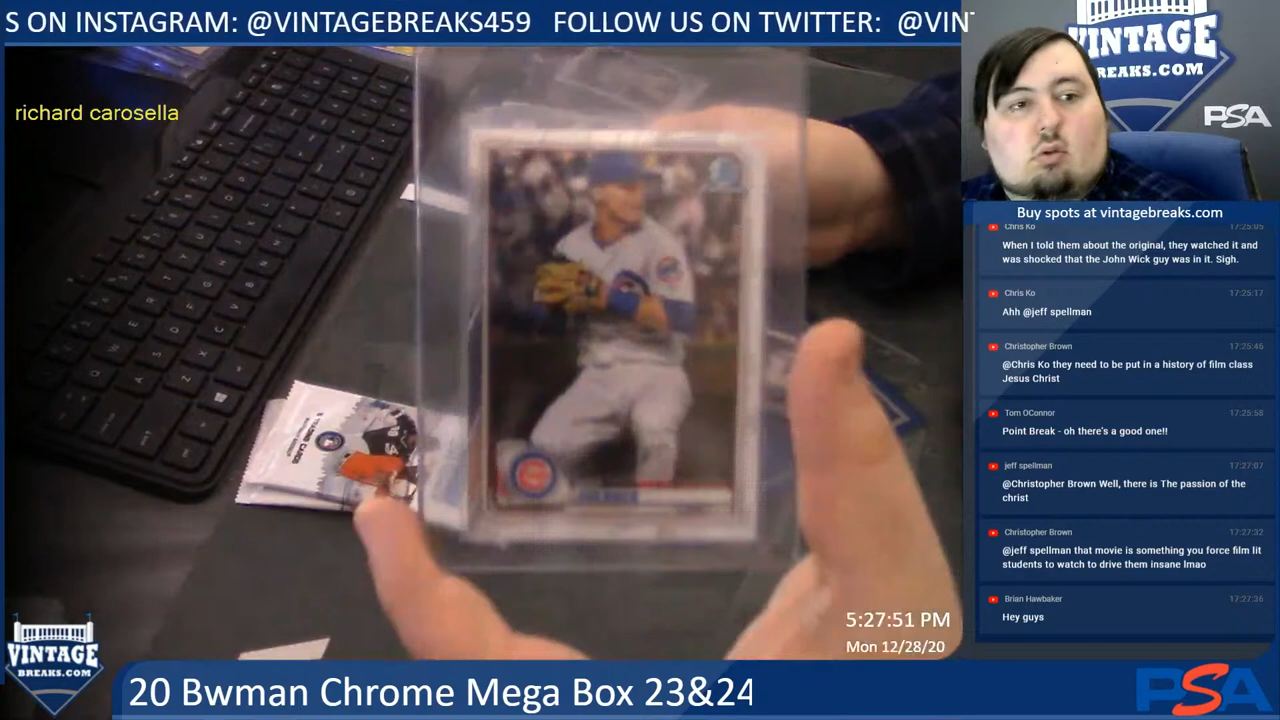 S ON INSTAGRAM: @VINTAGEBREAKS459 FOLLOW US ON TWITTER: @VIN
richard carosella
VINTAGE
BREAKS.COM
PSA
Buy spots at vintagebreaks.com
Chris Ko 17:25:05
When I told them about the original, they watched it and
was shocked that the John Wick guy was in it. Sigh.
Chris Ko 17:25:17
Ahh @jeff spellman
Christopher Brown 17:25:46
@Chris Ko they need to be put in a history of film class
Jesus Christ
Tom OConnor 17:25:58
Point Break - oh there's a good one!!
jeff spellman 17:27:07
@Christopher Brown Well, there is The passion of the
christ
Christopher Brown 17:27:32
@jeff spellman that movie is something you force film lit
students to watch to drive them insane lmao
Brian Hawbaker 17:27:36
Hey guys
5:27:51 PM
Mon 12/28/20
VINTAGE
BREAKS.COM
20 Bwman Chrome Mega Box 23&24
PSA